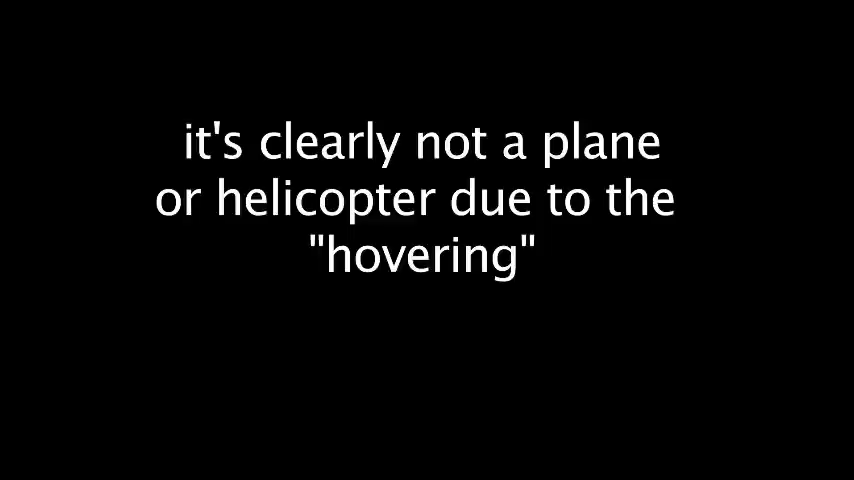 it's clearly not a plane
or helicopter due to the
"hovering"